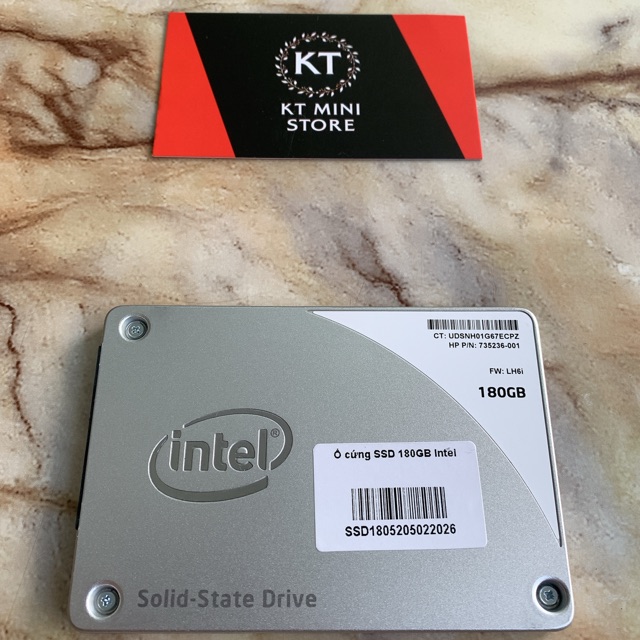 KT
KT MINI
STORE
CT: UDSNH01G67ECPZ
HP P/N: 735236-001
FW: LH6i
180GB
intel®
Ổ cứng SSD 180GB Intel
SSD1805205022026
Solid-State Drive